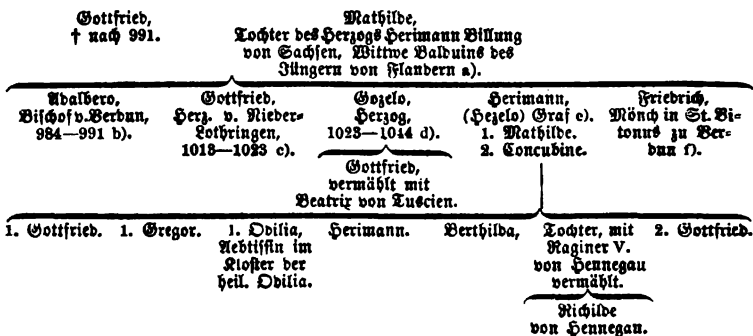 Gottfried,
† nach 991.
Mathilde,
Tochter des Herzogs Herimann Billung
von Sachsen, Wittwe Balduins des
Jüngern von Flandern a).
Adalbero,
Bischof v. Verdun,
984—991 b).
Gottfried,
Herz. v. Nieder-
Lothringen,
1013—1023 c).
Gozelo,
Herzog,
1023—1044 d).
Herimann,
(Hezelo) Graf e).
1. Mathilde.
2. Concubine.
Friedrich,
Mönch in St. Vi-
tonus zu Ver-
dun f).
Gottfried,
vermählt mit
Beatrix von Tuscien.
1. Gottfried.
1. Gregor.
1. Odilia,
Aebtissin im
Kloster der
heil. Odilia.
Herimann.
Berthilda,
Tochter, mit
Raginer V.
von Hennegau
vermählt.
2. Gottfried.
Richilde
von Hennegau.